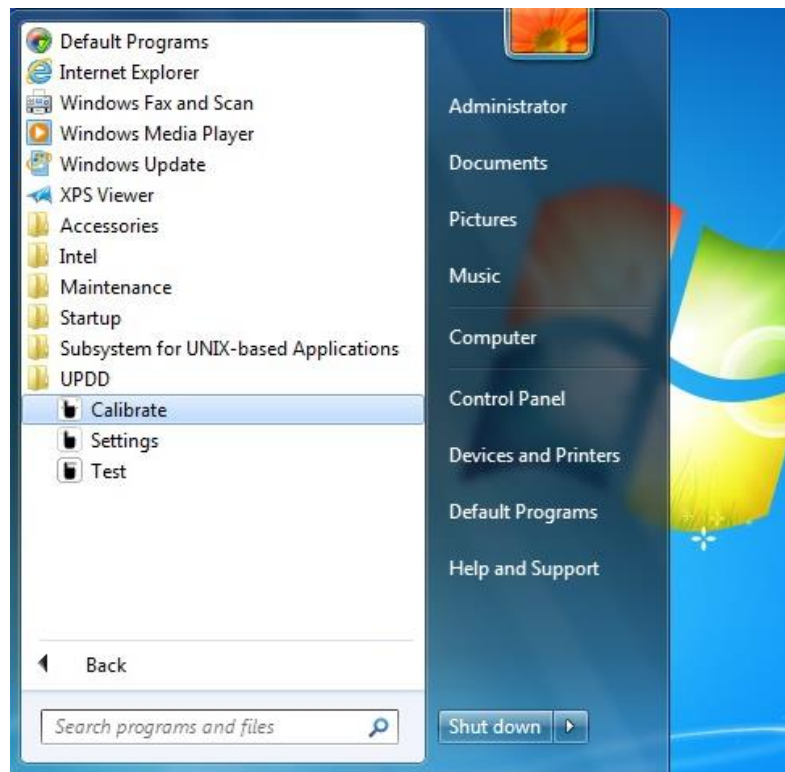 Default Programs
Internet Explorer
Windows Fax and Scan
Windows Media Player
Windows Update
XPS Viewer
Accessories
Intel
Maintenance
Startup
Subsystem for UNIX-based Applications
UPDD
Calibrate
Settings
Test
Back
Search programs and files
Administrator
Documents
Pictures
Music
Computer
Control Panel
Devices and Printers
Default Programs
Help and Support
Shut down